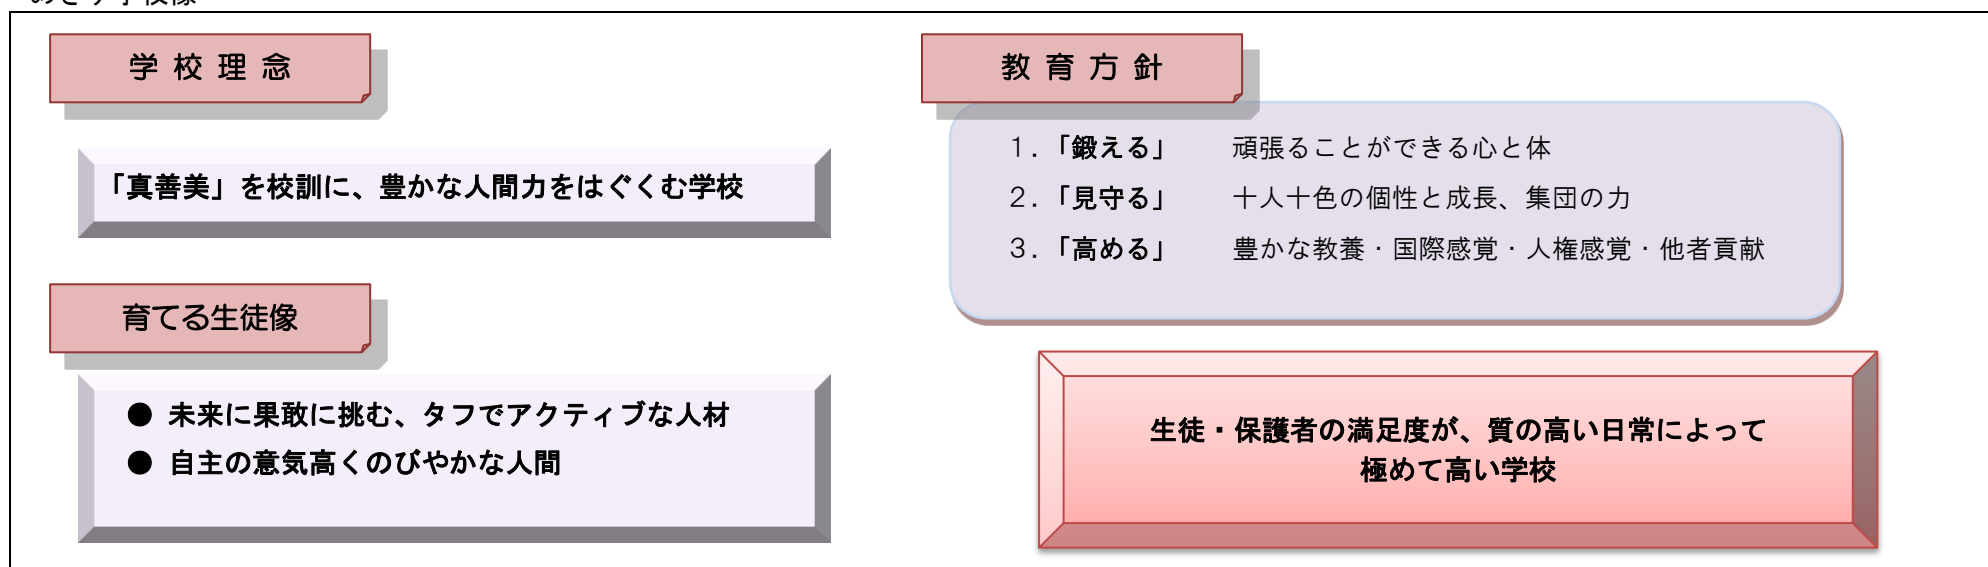 学校理念
「真善美」を校訓に、豊かな人間力をはぐくむ学校
育てる生徒像
● 未来に果敢に挑む、タフでアクティブな人材
● 自主の意気高くのびやかな人間
教育方針
1.「鍛える」 頑張ることができる心と体
2.「見守る」 十人十色の個性と成長、集団の力
3.「高める」 豊かな教養・国際感覚・人権感覚・他者貢献
生徒・保護者の満足度が、質の高い日常によって
極めて高い学校